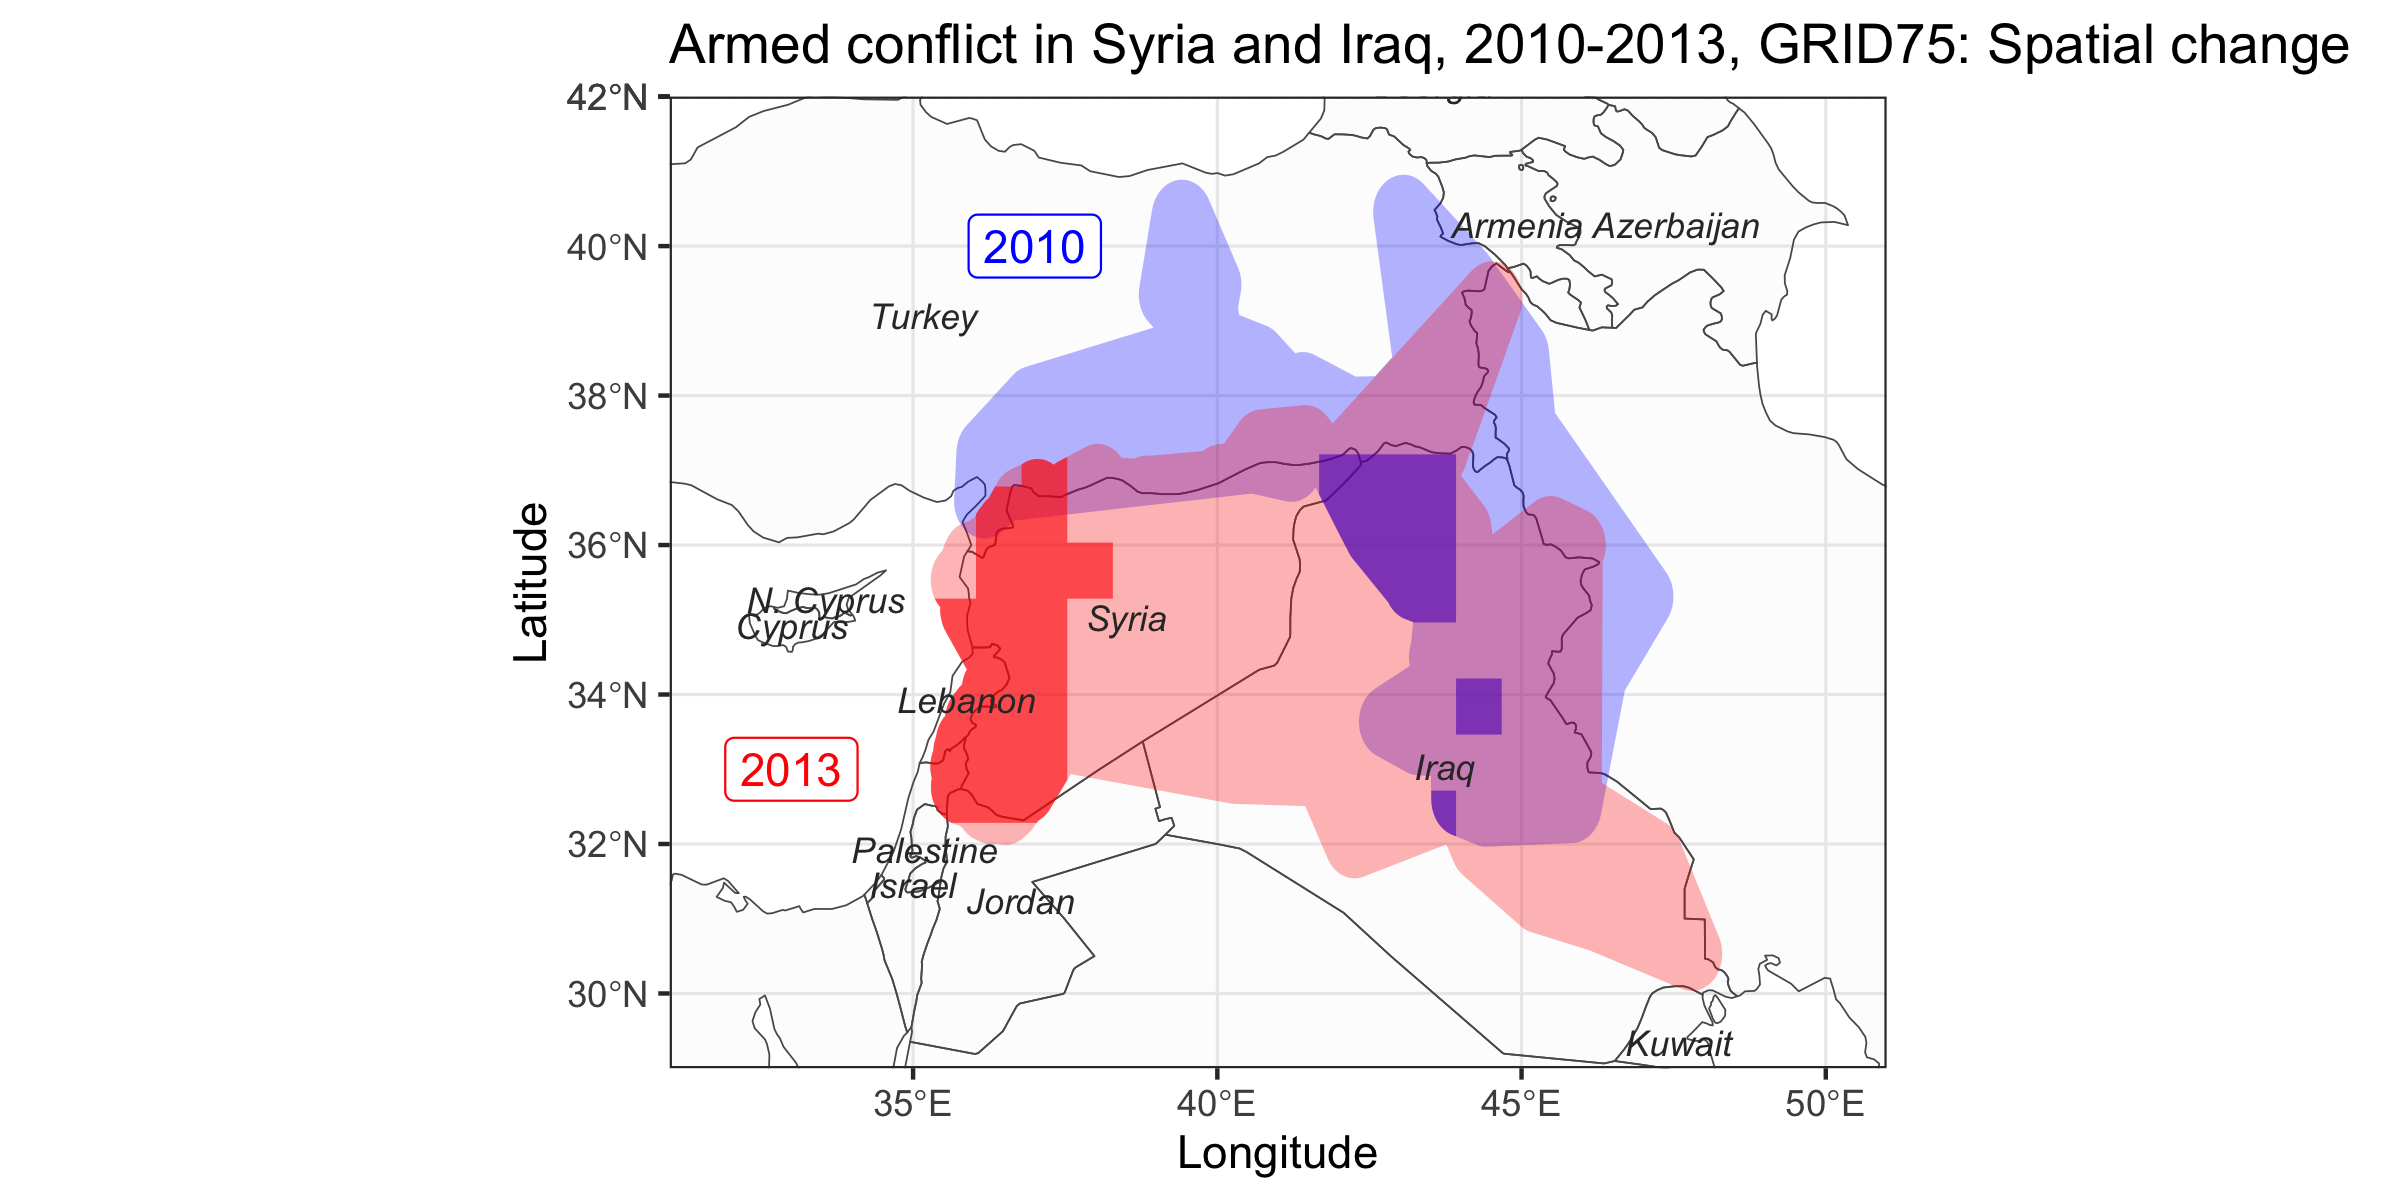 Armed conflict in Syria and Iraq, 2010-2013, GRID75: Spatial change
42°N
40°N
38°N
36°N
34°N
32°N
30°N
Latitude
2010
Armenia Azerbaijan
Turkey
N. Cyprus
Cyprus
Syria
Lebanon
2013
Iraq
Palestine
Israel
Jordan
Kuwait
35°E
40°E
45°E
50°E
Longitude